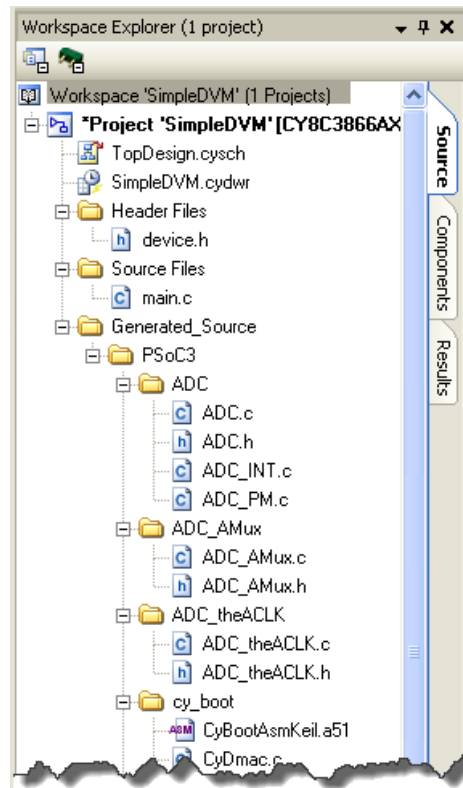 Workspace Explorer (1 project)
Workspace 'SimpleDVM' (1 Projects)
*Project 'SimpleDVM' [CY8C3866AX
TopDesign.cysch
SimpleDVM.cydwr
Header Files
h device.h
Source Files
c main.c
Generated_Source
PSoC3
ADC
c ADC.c
h ADC.h
c ADC_INT.c
c ADC_PM.c
ADC_AMux
c ADC_AMux.c
h ADC_AMux.h
ADC_theACLK
c ADC_theACLK.c
h ADC_theACLK.h
cy_boot
ASM CyBootAsmKeil.a51
CyDmac.c
Source
Components
Results